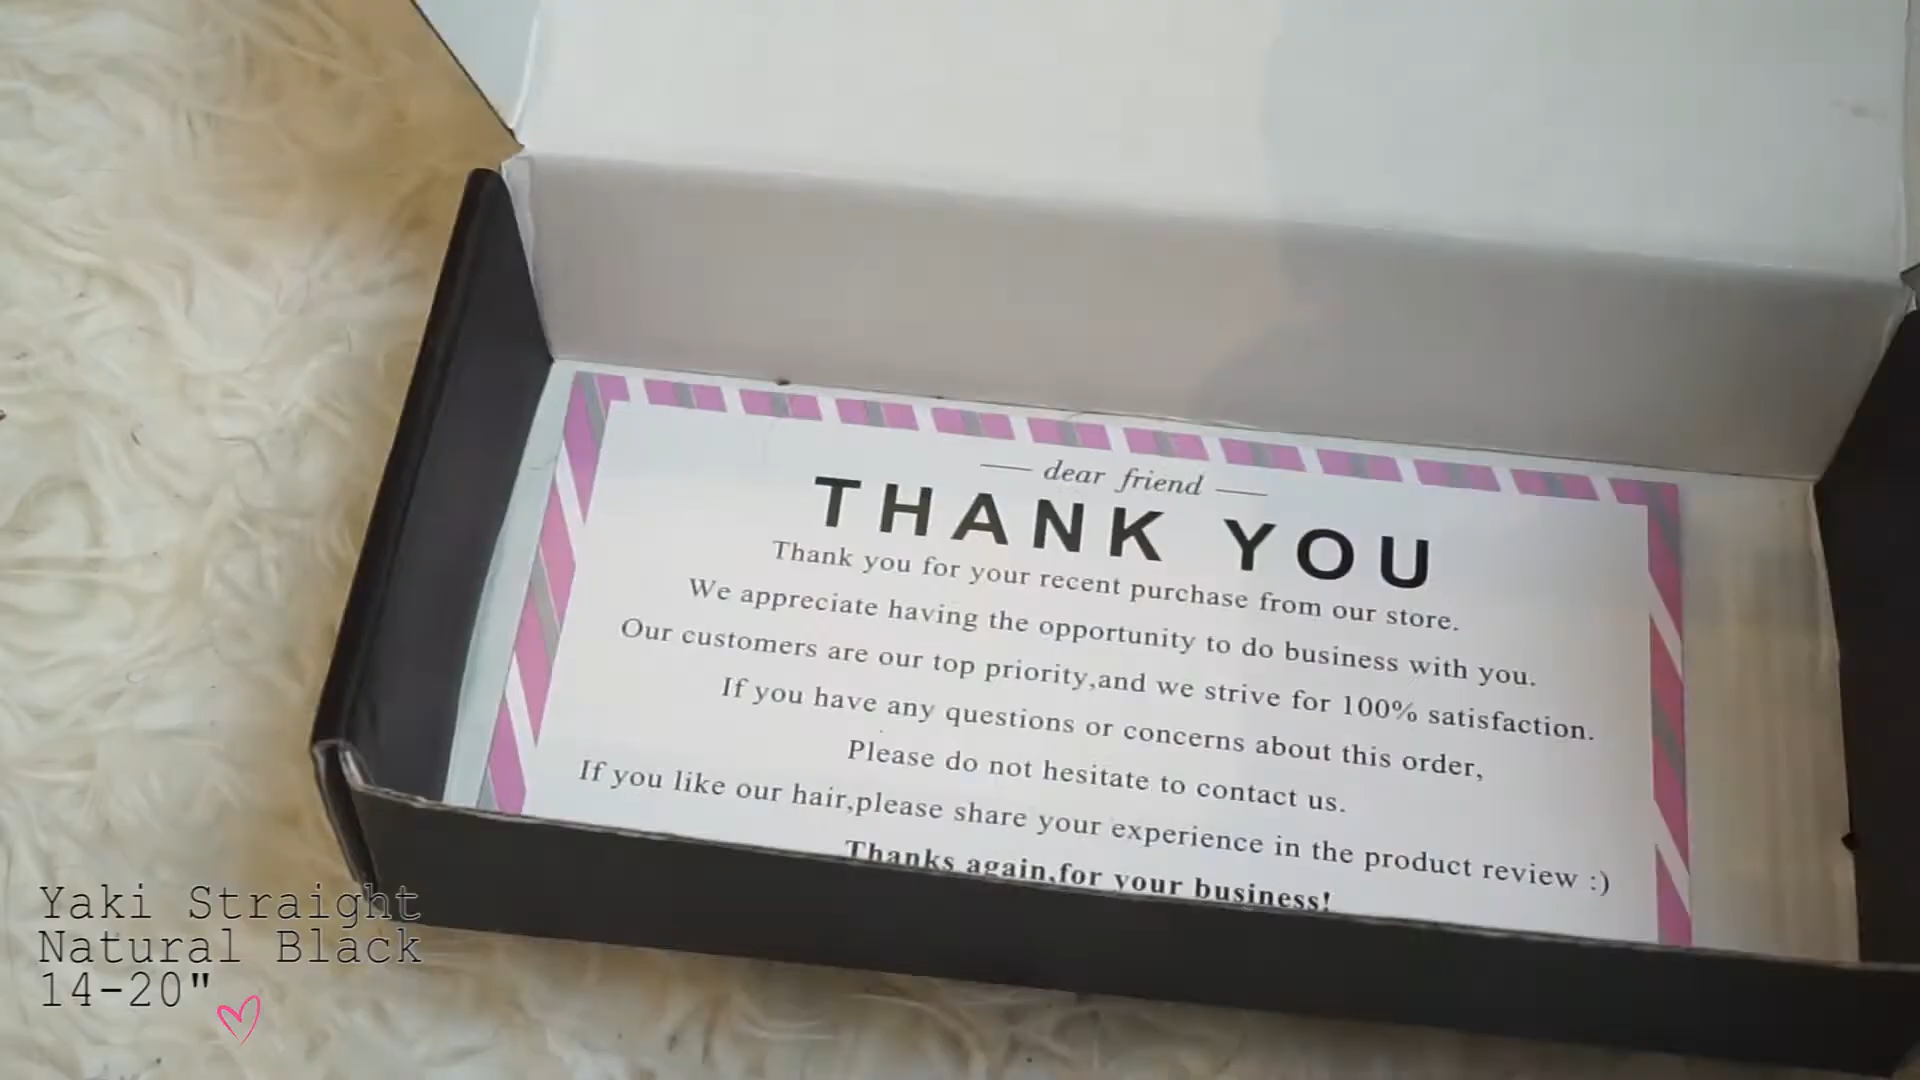 dear friend
THANK YOU
Thank you for your recent purchase from our store.
We appreciate having the opportunity to do business with you.
Our customers are our top priority,and we strive for 100% satisfaction.
If you have any questions or concerns about this order,
Please do not hesitate to contact us.
If you like our hair,please share your experience in the product review :)
Thanks again,for your business!
Yaki Straight
Natural Black
14-20"